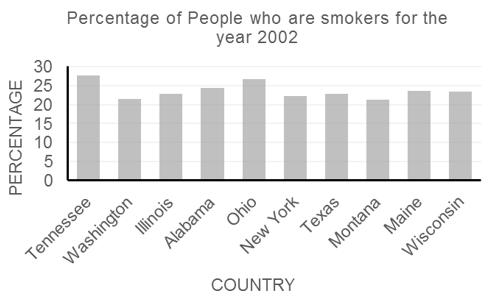 Percentage of People who are smokers for the
year 2002
PERCENTAGE
30
25
20
15
10
5
0
Tennessee
Washington
Illinois
Alabama
Ohio
New York
Texas
Montana
Maine
Wisconsin
COUNTRY